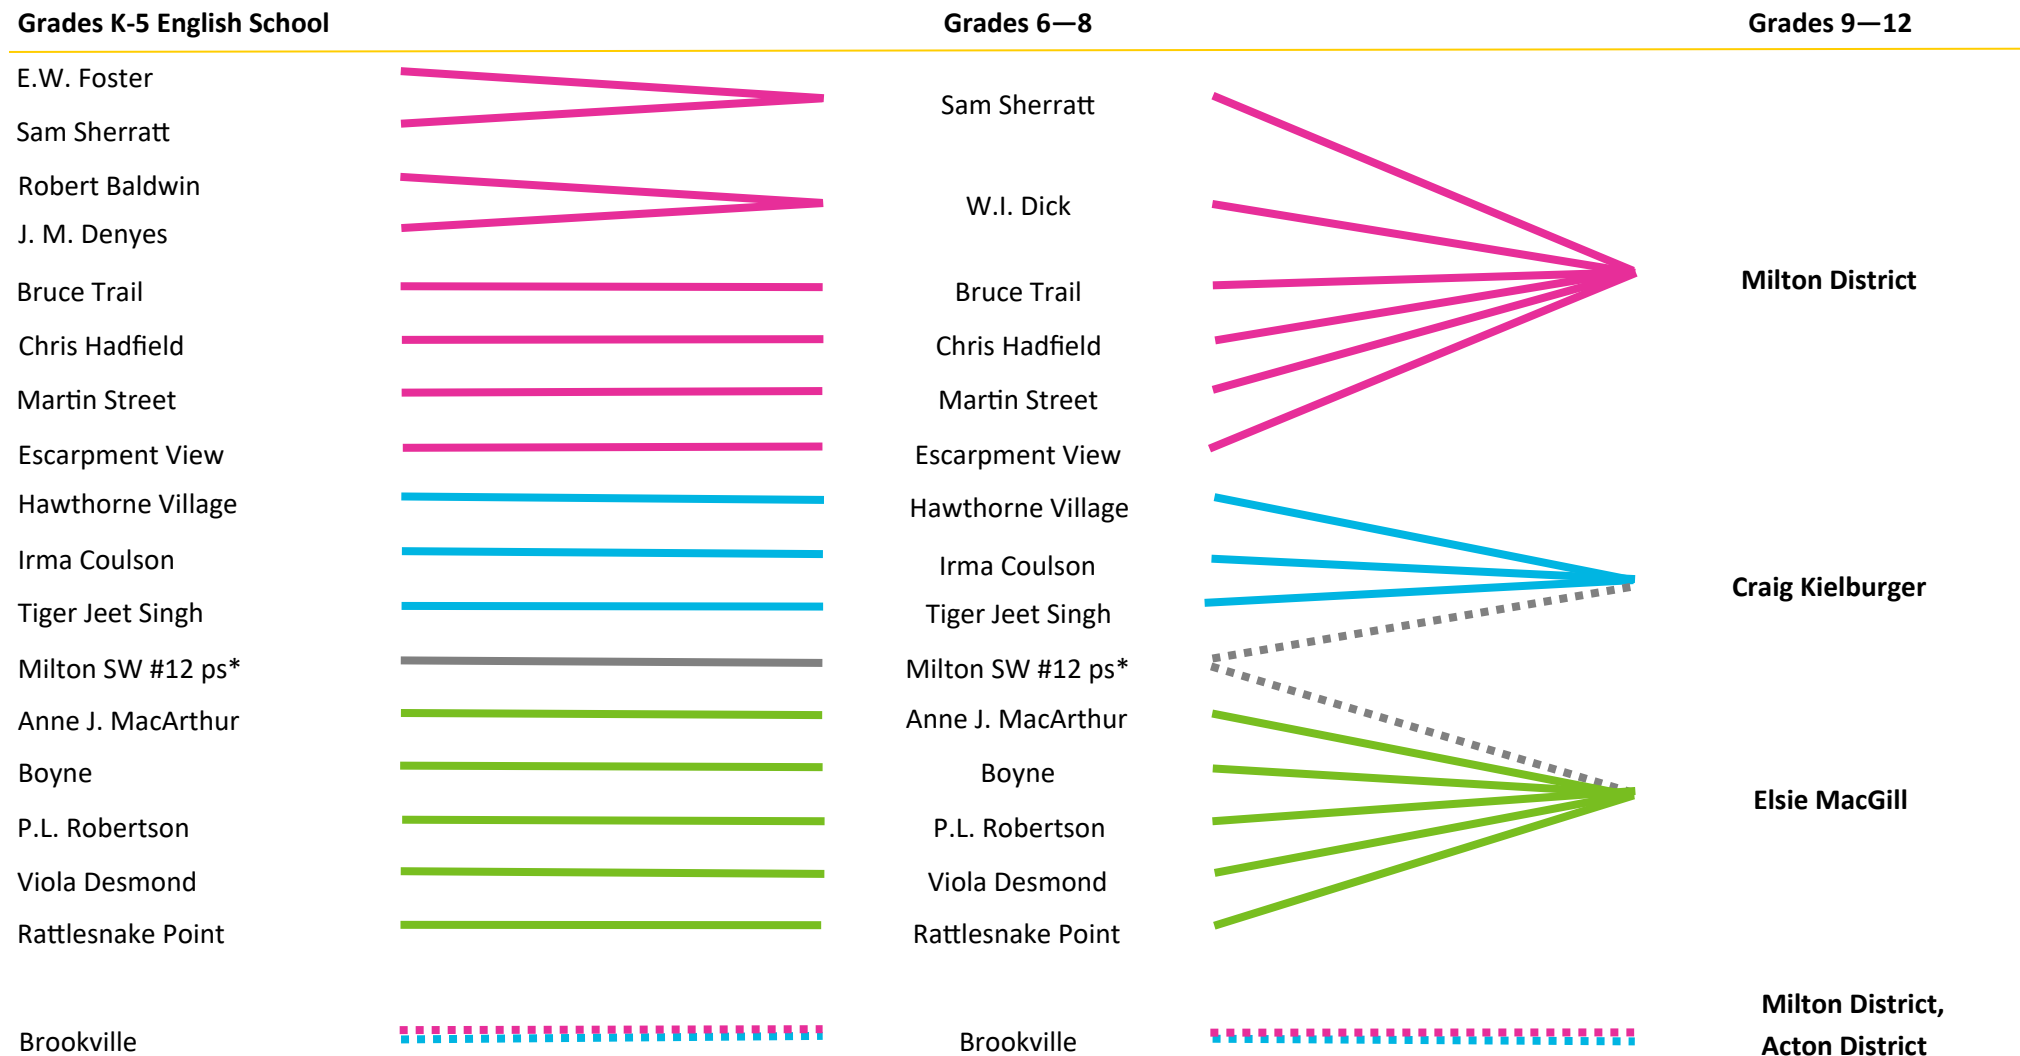 Grades K-5 English School Grades 6—8 Grades 9—12
E.W. Foster
Sam Sherratt
Sam Sherratt
Robert Baldwin
W.I. Dick
J. M. Denyes
Milton District
Bruce Trail Bruce Trail
Chris Hadfield Chris Hadfield
Martin Street Martin Street
Escarpment View Escarpment View
Hawthorne Village Hawthorne Village
Irma Coulson Irma Coulson
Craig Kielburger
Tiger Jeet Singh Tiger Jeet Singh
Milton SW #12 ps* Milton SW #12 ps*
Anne J. MacArthur Anne J. MacArthur
Boyne Boyne
Elsie MacGill
P.L. Robertson P.L. Robertson
Viola Desmond Viola Desmond
Rattlesnake Point Rattlesnake Point
Milton District,
Brookville Brookville Acton District